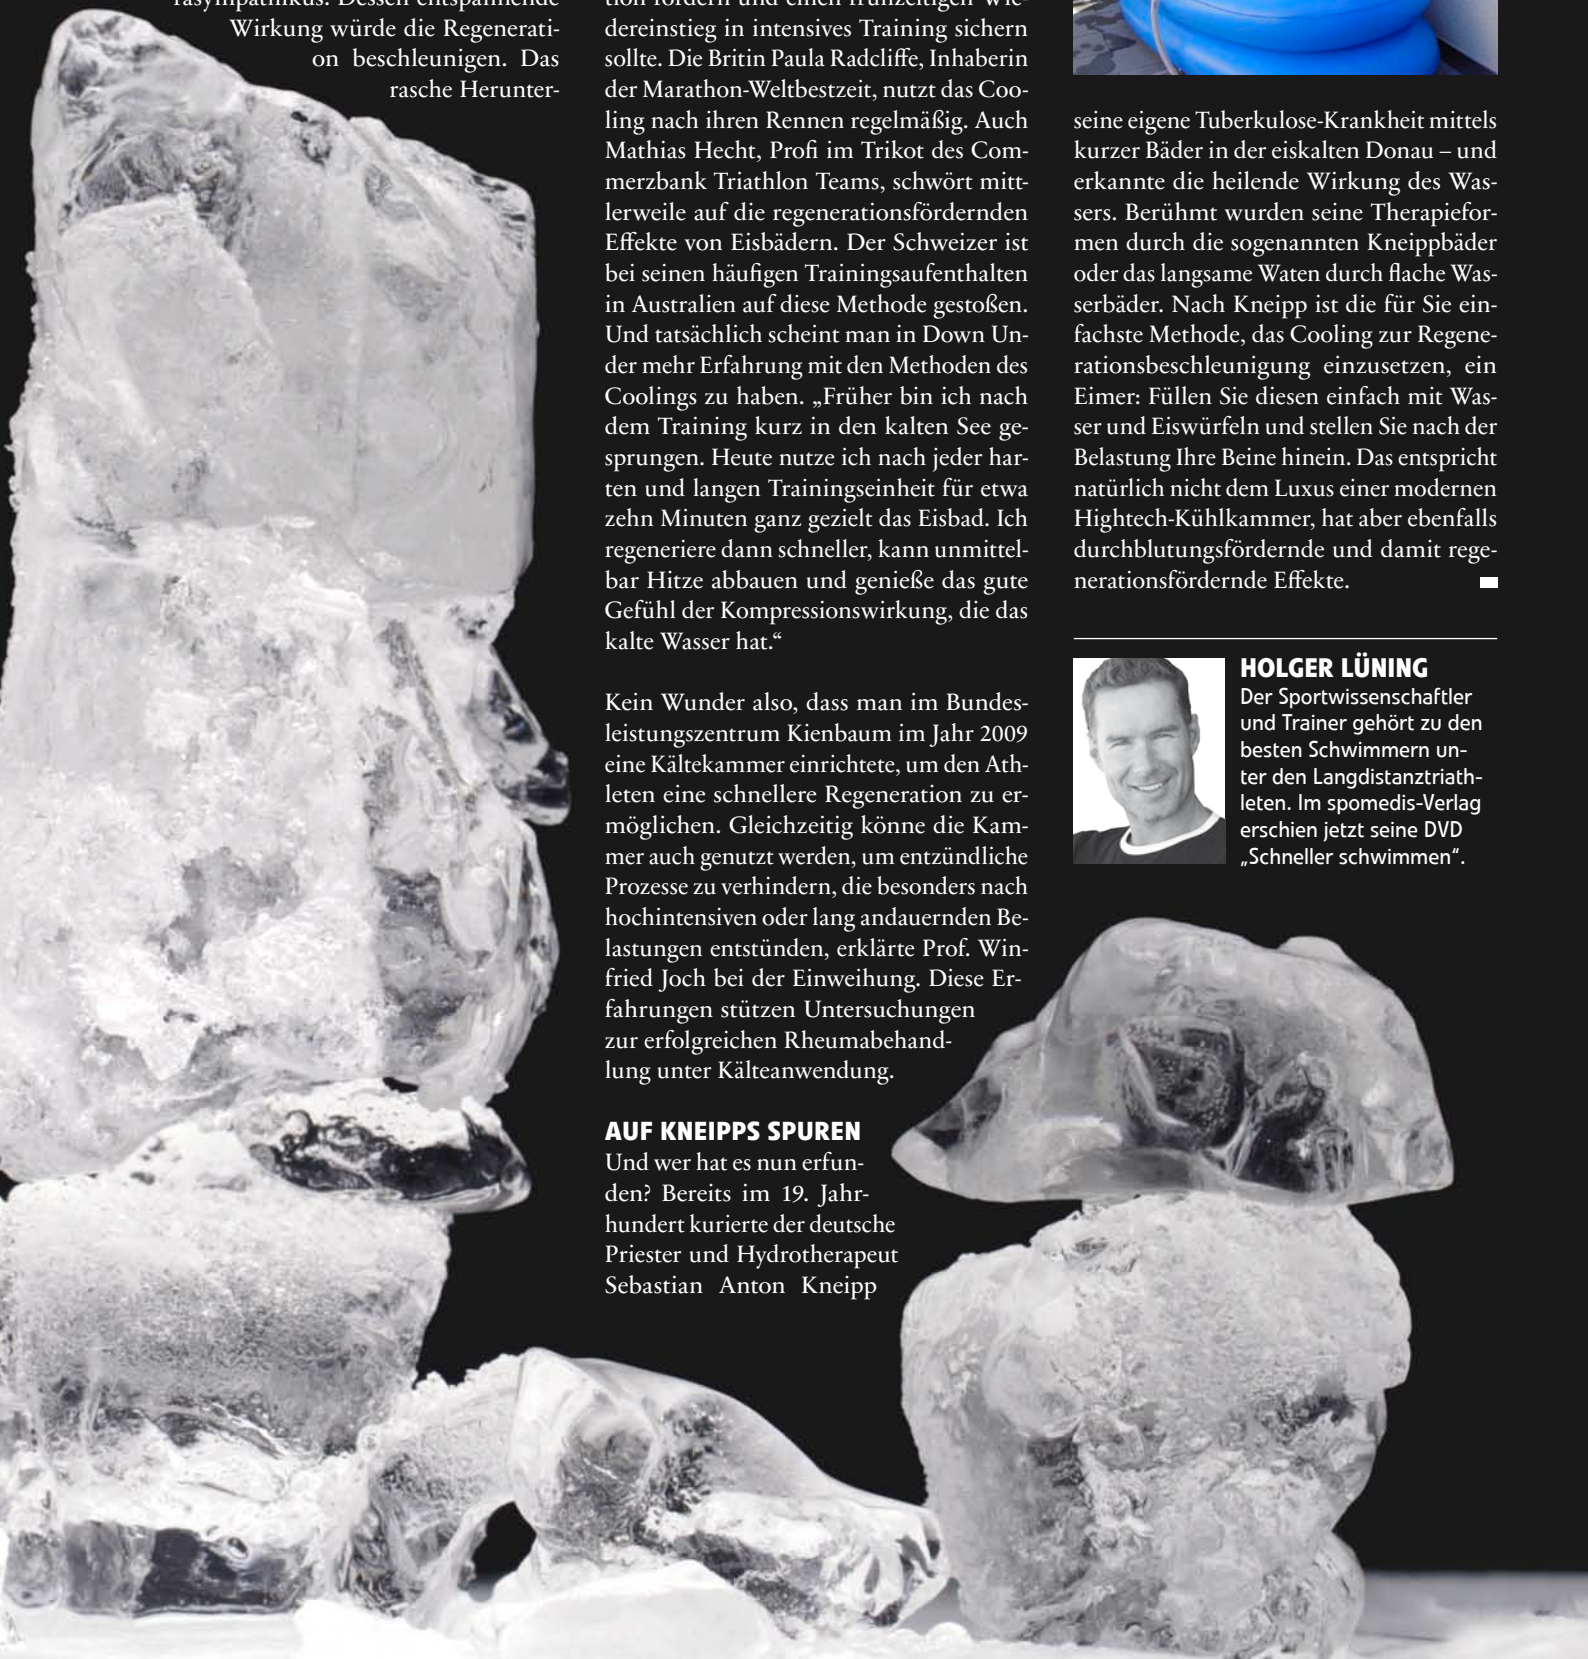 rasympathikus. Dessen entspannende
Wirkung würde die Regenerati-
on beschleunigen. Das
rasche Herunter-
tion fördern und einen frühzeitigen Wie-
dereinstieg in intensives Training sichern
sollte. Die Britin Paula Radcliffe, Inhaberin
der Marathon-Weltbestzeit, nutzt das Coo-
ling nach ihren Rennen regelmäßig. Auch
Mathias Hecht, Profi im Trikot des Com-
merzbank Triathlon Teams, schwört mitt-
lerweile auf die regenerationsfördernden
Effekte von Eisbädern. Der Schweizer ist
bei seinen häufigen Trainingsaufenthalten
in Australien auf diese Methode gestoßen.
Und tatsächlich scheint man in Down Un-
der mehr Erfahrung mit den Methoden des
Coolings zu haben. „Früher bin ich nach
dem Training kurz in den kalten See ge-
sprungen. Heute nutze ich nach jeder har-
ten und langen Trainingseinheit für etwa
zehn Minuten ganz gezielt das Eisbad. Ich
regeneriere dann schneller, kann unmittel-
bar Hitze abbauen und genieße das gute
Gefühl der Kompressionswirkung, die das
kalte Wasser hat.“
Kein Wunder also, dass man im Bundes-
leistungszentrum Kienbaum im Jahr 2009
eine Kältekammer einrichtete, um den Ath-
leten eine schnellere Regeneration zu er-
möglichen. Gleichzeitig könne die Kam-
mer auch genutzt werden, um entzündliche
Prozesse zu verhindern, die besonders nach
hochintensiven oder lang andauernden Be-
lastungen entstünden, erklärte Prof. Win-
fried Joch bei der Einweihung. Diese Er-
fahrungen stützen Untersuchungen
zur erfolgreichen Rheumabehand-
lung unter Kälteanwendung.
AUF KNEIPPS SPUREN
Und wer hat es nun erfun-
den? Bereits im 19. Jahr-
hundert kurierte der deutsche
Priester und Hydrotherapeut
Sebastian Anton Kneipp
seine eigene Tuberkulose-Krankheit mittels
kurzer Bäder in der eiskalten Donau – und
erkannte die heilende Wirkung des Was-
sers. Berühmt wurden seine Therapiefor-
men durch die sogenannten Kneippbäder
oder das langsame Waten durch flache Was-
serbäder. Nach Kneipp ist die für Sie ein-
fachste Methode, das Cooling zur Regene-
rationsbeschleunigung einzusetzen, ein
Eimer: Füllen Sie diesen einfach mit Was-
ser und Eiswürfeln und stellen Sie nach der
Belastung Ihre Beine hinein. Das entspricht
natürlich nicht dem Luxus einer modernen
Hightech-Kühlkammer, hat aber ebenfalls
durchblutungsfördernde und damit rege-
nerationsfördernde Effekte.
HOLGER LÜNING
Der Sportwissenschaftler
und Trainer gehört zu den
besten Schwimmern un-
ter den Langdistanztriath-
leten. Im spomedis-Verlag
erschien jetzt seine DVD
„Schneller schwimmen“.